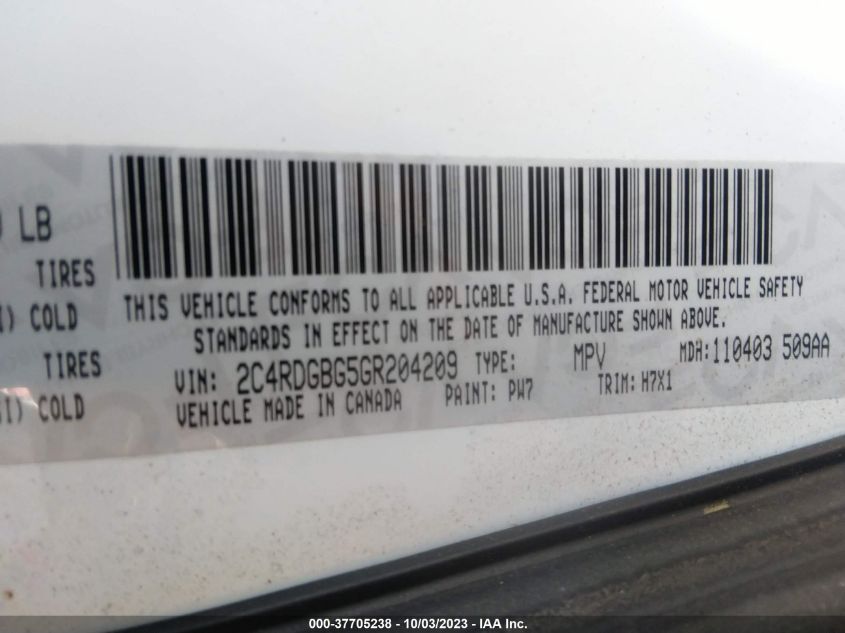 LB
TIRES
COLD
TIRES
COLD
THIS VEHICLE CONFORMS TO ALL APPLICABLE U.S.A. FEDERAL MOTOR VEHICLE SAFETY
STANDARDS IN EFFECT ON THE DATE OF MANUFACTURE SHOWN ABOVE.
VIN: 2C4RDGBG5GR204209 TYPE: MPV MDH:110403 509AA
VEHICLE MADE IN CANADA PAINT: PW7 TRIM: H7X1
000-37705238 - 10/03/2023 - IAA Inc.